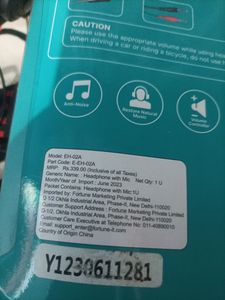 CAUTION
Please use the appropriate volume while using hea
When driving a car or riding a bicycle, do not use t
Anti-Noise
Restore Natural
Music
Volume
Controller
Model: EH-02A
Part Code: E-EH-02A
MRP : Rs.339.00 (Inclusive of all Taxes)
Generic Name : Headphone with Mic Net Qty: 1 U
Month/Year of Import : June 2023
Packet Contains: Headphone with Mic 1U
Imported by: Fortune Marketing Private Limited
D-1/2, Okhla Industrial Area, Phase-II, New Delhi-110020
Customer Support Address : Fortune Marketing Private Limited
D-1/2, Okhla Industrial Area, Phase-II, New Delhi-110020
Customer Care Executive at Telephone No: 011-40890015
Email : support_enter@fortune-it.com
Country of Origin China
Y1230611281